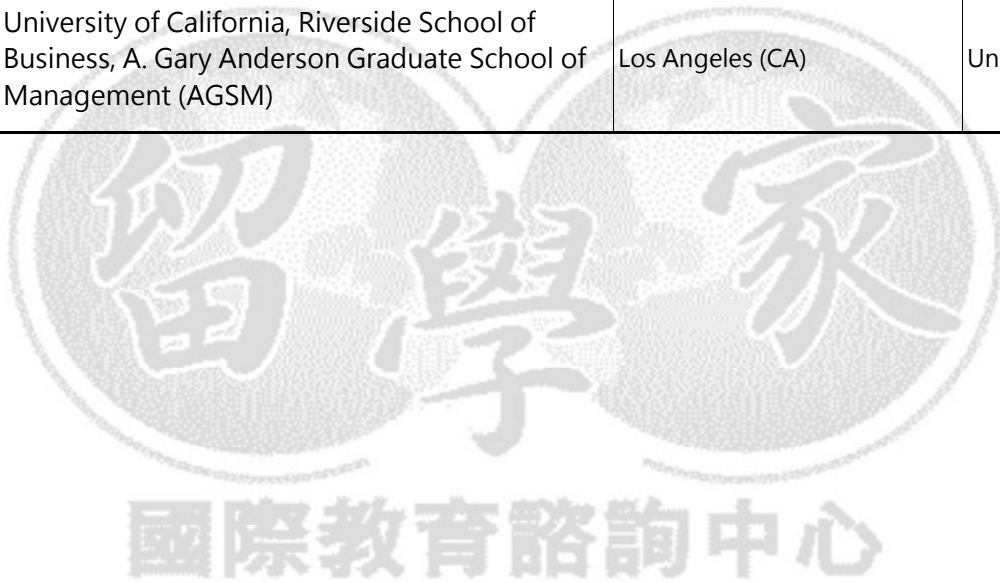 University of California, Riverside School of
Business, A. Gary Anderson Graduate School of
Management (AGSM)
Los Angeles (CA)
Un
留學家
國際教育諮詢中心